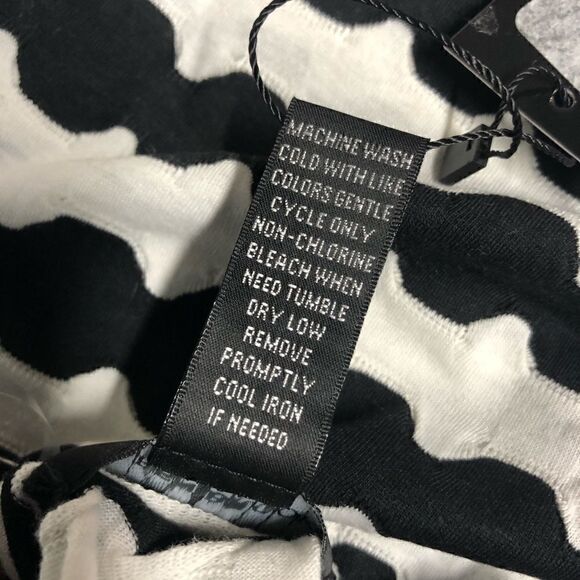 MACHINE WASH
COLD WITH LIKE
COLORS GENTLE
CYCLE ONLY
NON-CHLORINE
BLEACH WHEN
NEED TUMBLE
DRY LOW
REMOVE
PROMPTLY
COOL IRON
IF NEEDED